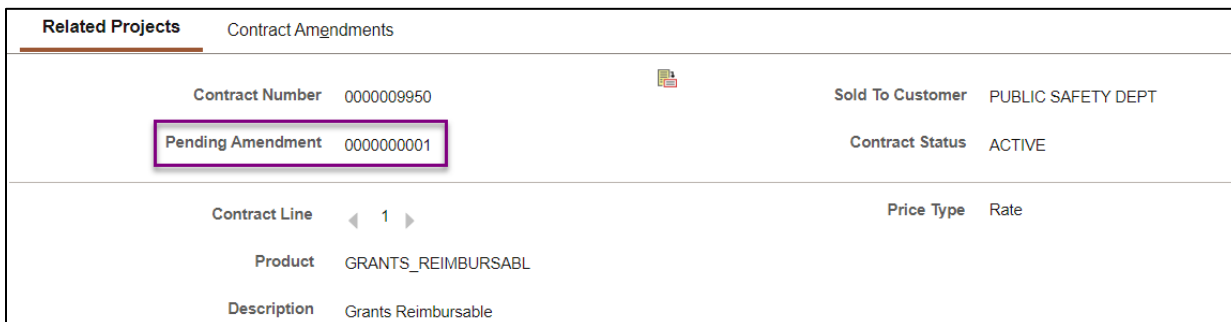 Related Projects Contract Amendments
Contract Number 0000009950 Sold To Customer PUBLIC SAFETY DEPT
Pending Amendment 0000000001 Contract Status ACTIVE
Contract Line 1 Price Type Rate
Product GRANTS_REIMBURSABL
Description Grants Reimbursable